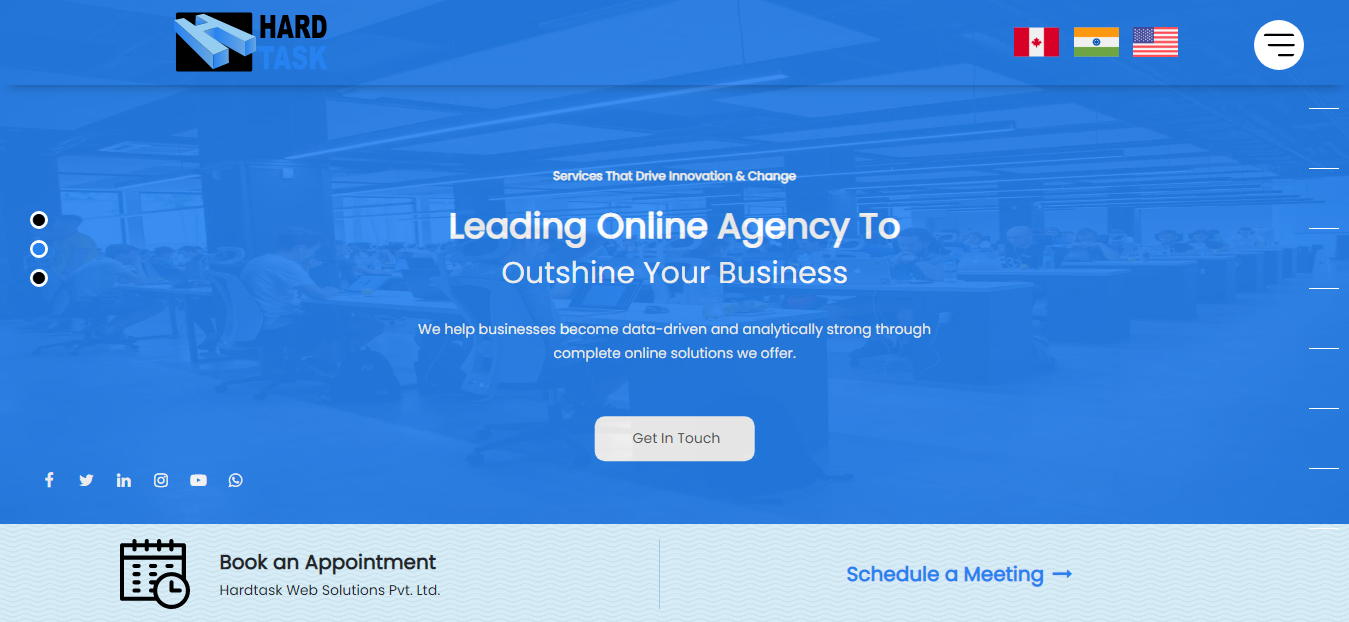 HARD
TASK
Services That Drive Innovation & Change
Leading Online Agency To
Outshine Your Business
We help businesses become data-driven and analytically strong through
complete online solutions we offer.
Get In Touch
Book an Appointment
Hardtask Web Solutions Pvt. Ltd.
Schedule a Meeting